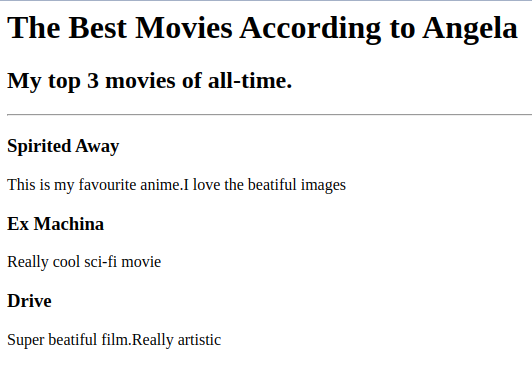 The Best Movies According to Angela
My top 3 movies of all-time.
Spirited Away
This is my favourite anime.I love the beatiful images
Ex Machina
Really cool sci-fi movie
Drive
Super beatiful film.Really artistic